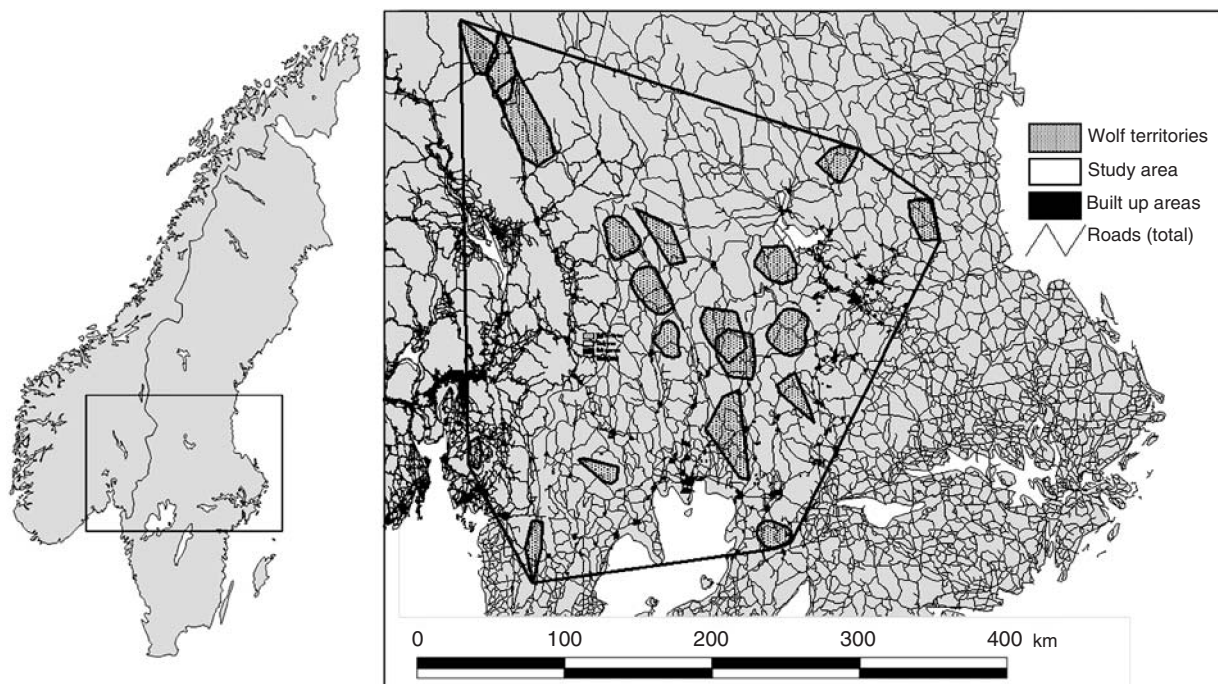 Wolf territories
Study area
Built up areas
Roads (total)
0 100 200 300 400 km